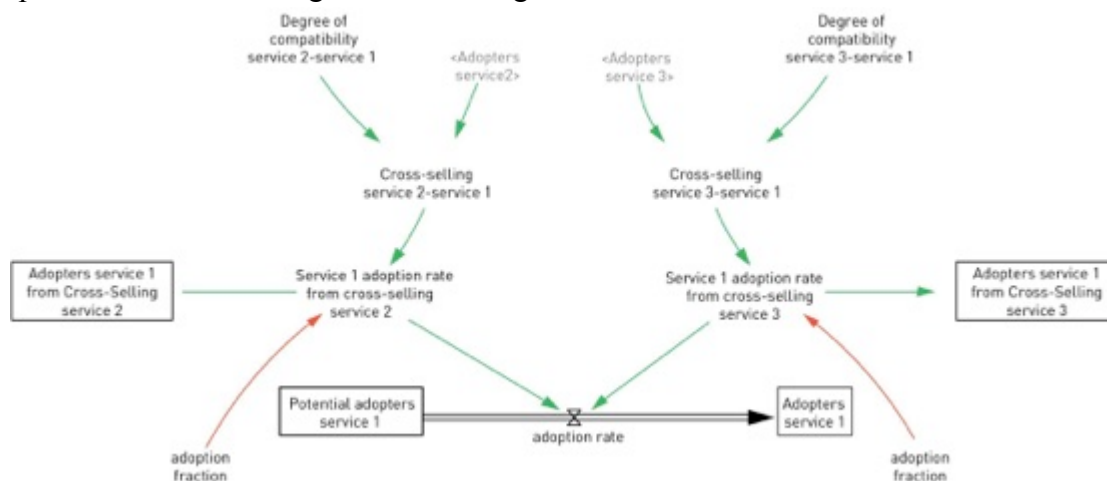 Degree of
compatibility
service 2-service 1
<Adopters
service2>
<Adopters
service 3>
Degree of
compatibility
service 3-service 1
Cross-selling
service 2-service 1
Cross-selling
service 3-service 1
Adopters service 1
from Cross-Selling
service 2
Service 1 adoption rate
from cross-selling
service 2
Service 1 adoption rate
from cross-selling
service 3
Adopters service 1
from Cross-Selling
service 3
Potential adopters
service 1
adoption rate
Adopters
service 1
adoption
fraction
adoption
fraction